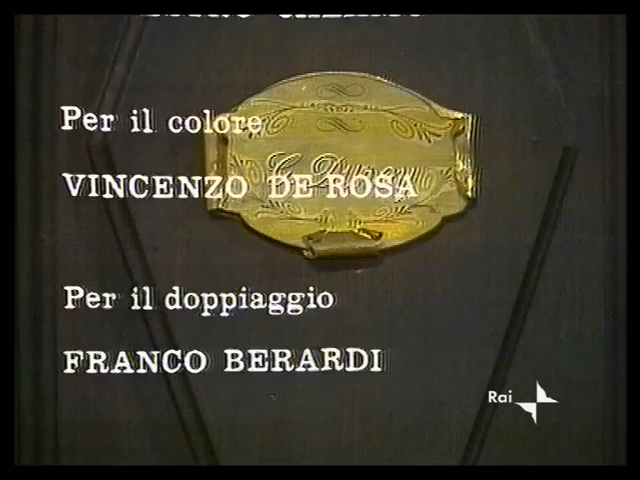 Per il colore
VINCENZO DE ROSA
Per il doppiaggio
FRANCO BERARDI
Rai